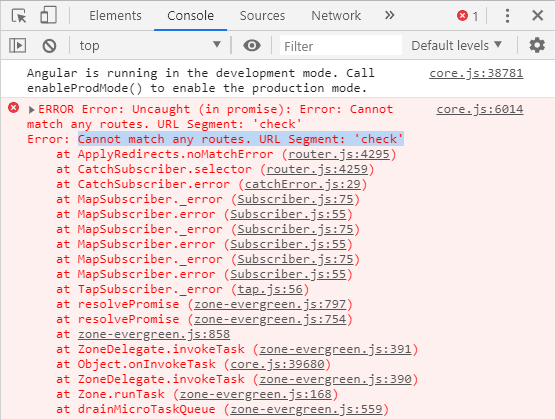 Elements Console Sources Network » 1
top Filter Default levels
Angular is running in the development mode. Call core.js:38781
enableProdMode() to enable the production mode.
ERROR Error: Uncaught (in promise): Error: Cannot core.js:6014
match any routes. URL Segment: 'check'
Error: Cannot match any routes. URL Segment: 'check'
at ApplyRedirects.noMatchError (router.js:4295)
at CatchSubscriber.selector (router.js:4259)
at CatchSubscriber.error (catchError.js:29)
at MapSubscriber._error (Subscriber.js:75)
at MapSubscriber.error (Subscriber.js:55)
at MapSubscriber._error (Subscriber.js:75)
at MapSubscriber.error (Subscriber.js:55)
at MapSubscriber._error (Subscriber.js:75)
at MapSubscriber.error (Subscriber.js:55)
at TapSubscriber._error (tap.js:56)
at resolvePromise (zone-evergreen.js:797)
at resolvePromise (zone-evergreen.js:754)
at zone-evergreen.js:858
at ZoneDelegate.invokeTask (zone-evergreen.js:391)
at Object.onInvokeTask (core.js:39680)
at ZoneDelegate.invokeTask (zone-evergreen.js:390)
at Zone.runTask (zone-evergreen.js:168)
at drainMicroTaskQueue (zone-evergreen.js:559)